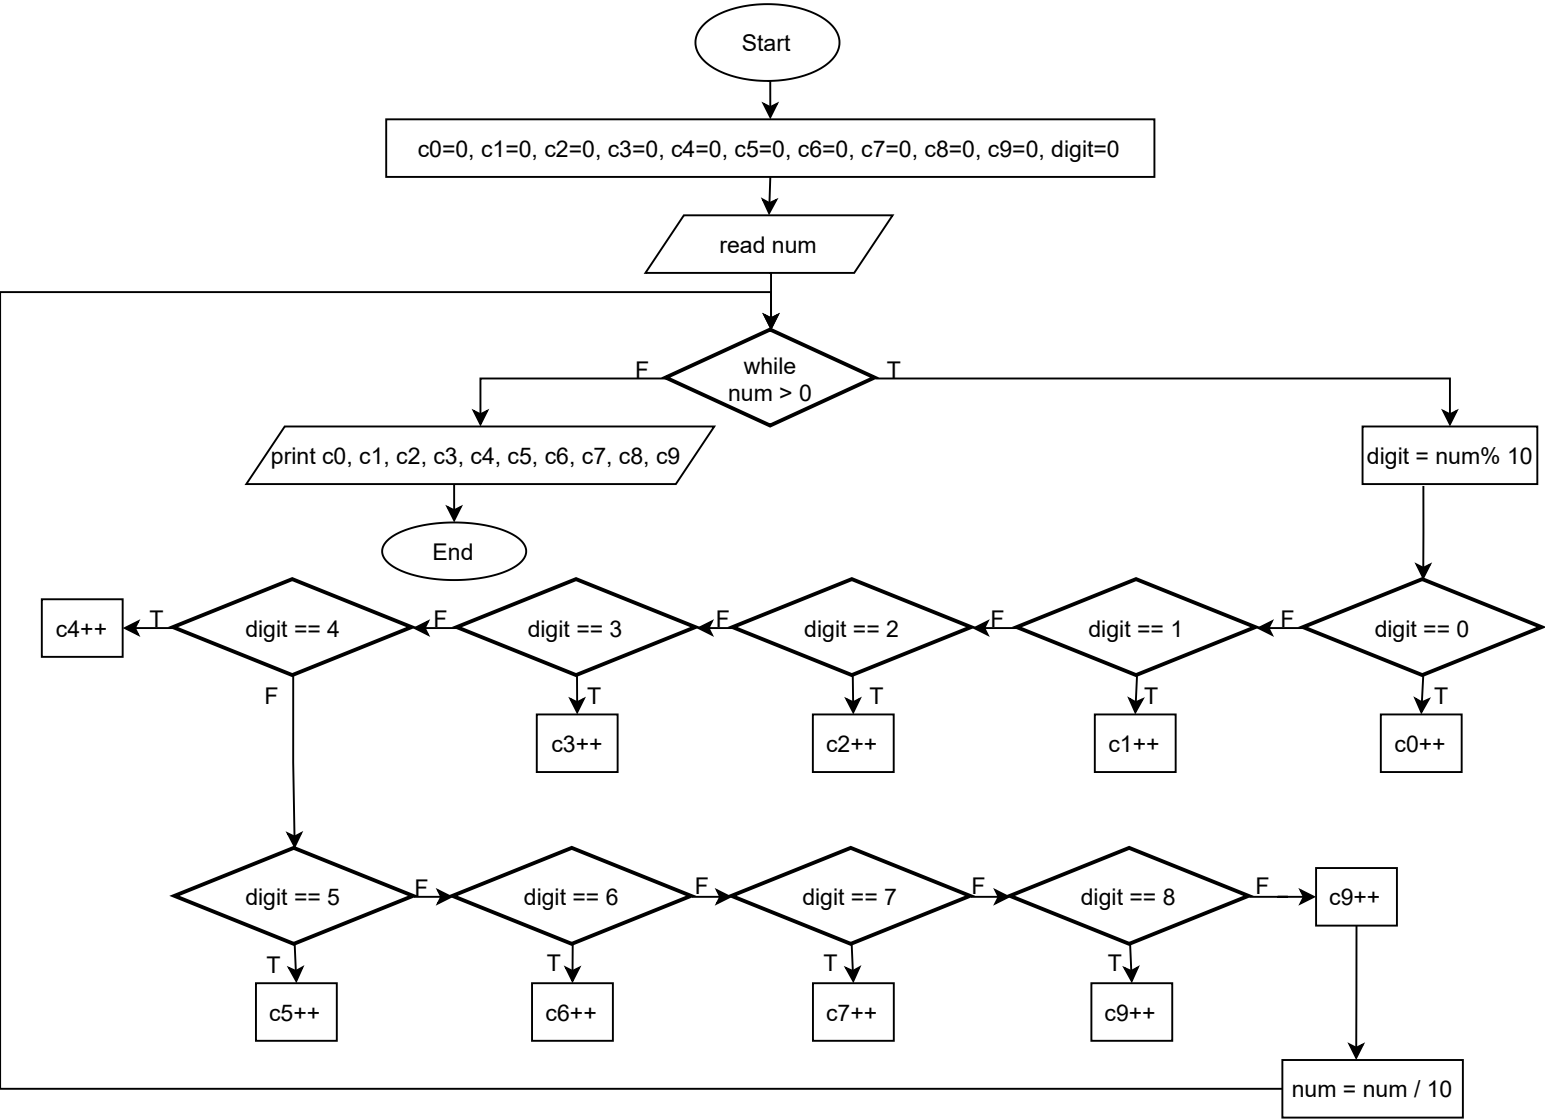 Start
c0=0, c1=0, c2=0, c3=0, c4=0, c5=0, c6=0, c7=0, c8=0, c9=0, digit=0
read num
while
num > 0
F
T
print c0, c1, c2, c3, c4, c5, c6, c7, c8, c9
digit = num% 10
End
c4++
T
digit == 4
F
digit == 3
F
digit == 2
F
digit == 1
F
digit == 0
F
T
T
T
T
c3++
c2++
c1++
c0++
digit == 5
F
digit == 6
F
digit == 7
F
digit == 8
F
c9++
T
T
T
T
c5++
c6++
c7++
c9++
num = num / 10